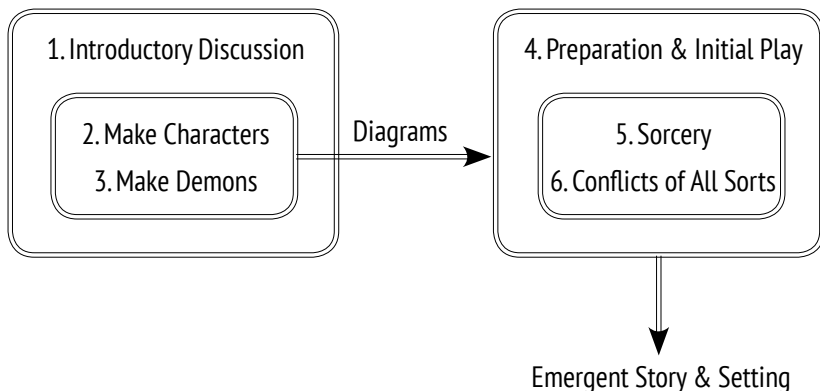 1. Introductory Discussion
2. Make Characters
3. Make Demons
Diagrams
4. Preparation & Initial Play
5. Sorcery
6. Conflicts of All Sorts
Emergent Story & Setting